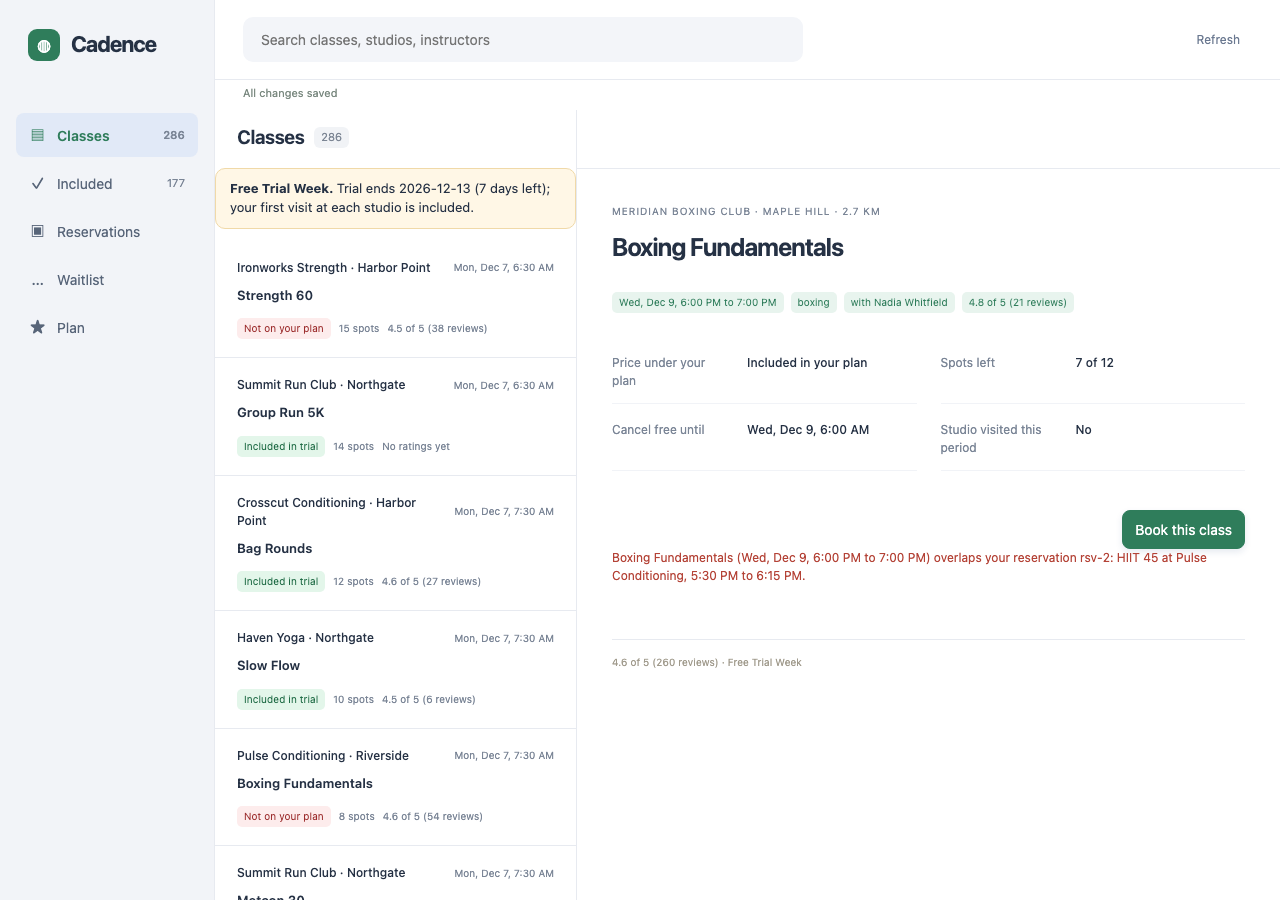 Cadence
Search classes, studios, instructors
Refresh
All changes saved
Classes 286
Included 177
Reservations
Waitlist
Plan
Classes 286
Free Trial Week. Trial ends 2026-12-13 (7 days left);
your first visit at each studio is included.
Ironworks Strength · Harbor Point Mon, Dec 7, 6:30 AM
Strength 60
Not on your plan 15 spots 4.5 of 5 (38 reviews)
Summit Run Club · Northgate Mon, Dec 7, 6:30 AM
Group Run 5K
Included in trial 14 spots No ratings yet
Crosscut Conditioning · Harbor
Point
Mon, Dec 7, 7:30 AM
Bag Rounds
Included in trial 12 spots 4.6 of 5 (27 reviews)
Haven Yoga · Northgate Mon, Dec 7, 7:30 AM
Slow Flow
Included in trial 10 spots 4.5 of 5 (6 reviews)
Pulse Conditioning · Riverside Mon, Dec 7, 7:30 AM
Boxing Fundamentals
Not on your plan 8 spots 4.6 of 5 (54 reviews)
Summit Run Club · Northgate Mon, Dec 7, 7:30 AM
Metcon 30
MERIDIAN BOXING CLUB · MAPLE HILL · 2.7 KM
Boxing Fundamentals
Wed, Dec 9, 6:00 PM to 7:00 PM boxing with Nadia Whitfield 4.8 of 5 (21 reviews)
Price under your
plan
Included in your plan
Spots left 7 of 12
Cancel free until Wed, Dec 9, 6:00 AM
Studio visited this
period
No
Book this class
Boxing Fundamentals (Wed, Dec 9, 6:00 PM to 7:00 PM) overlaps your reservation rsv-2: HIIT 45 at Pulse
Conditioning, 5:30 PM to 6:15 PM.
4.6 of 5 (260 reviews) · Free Trial Week